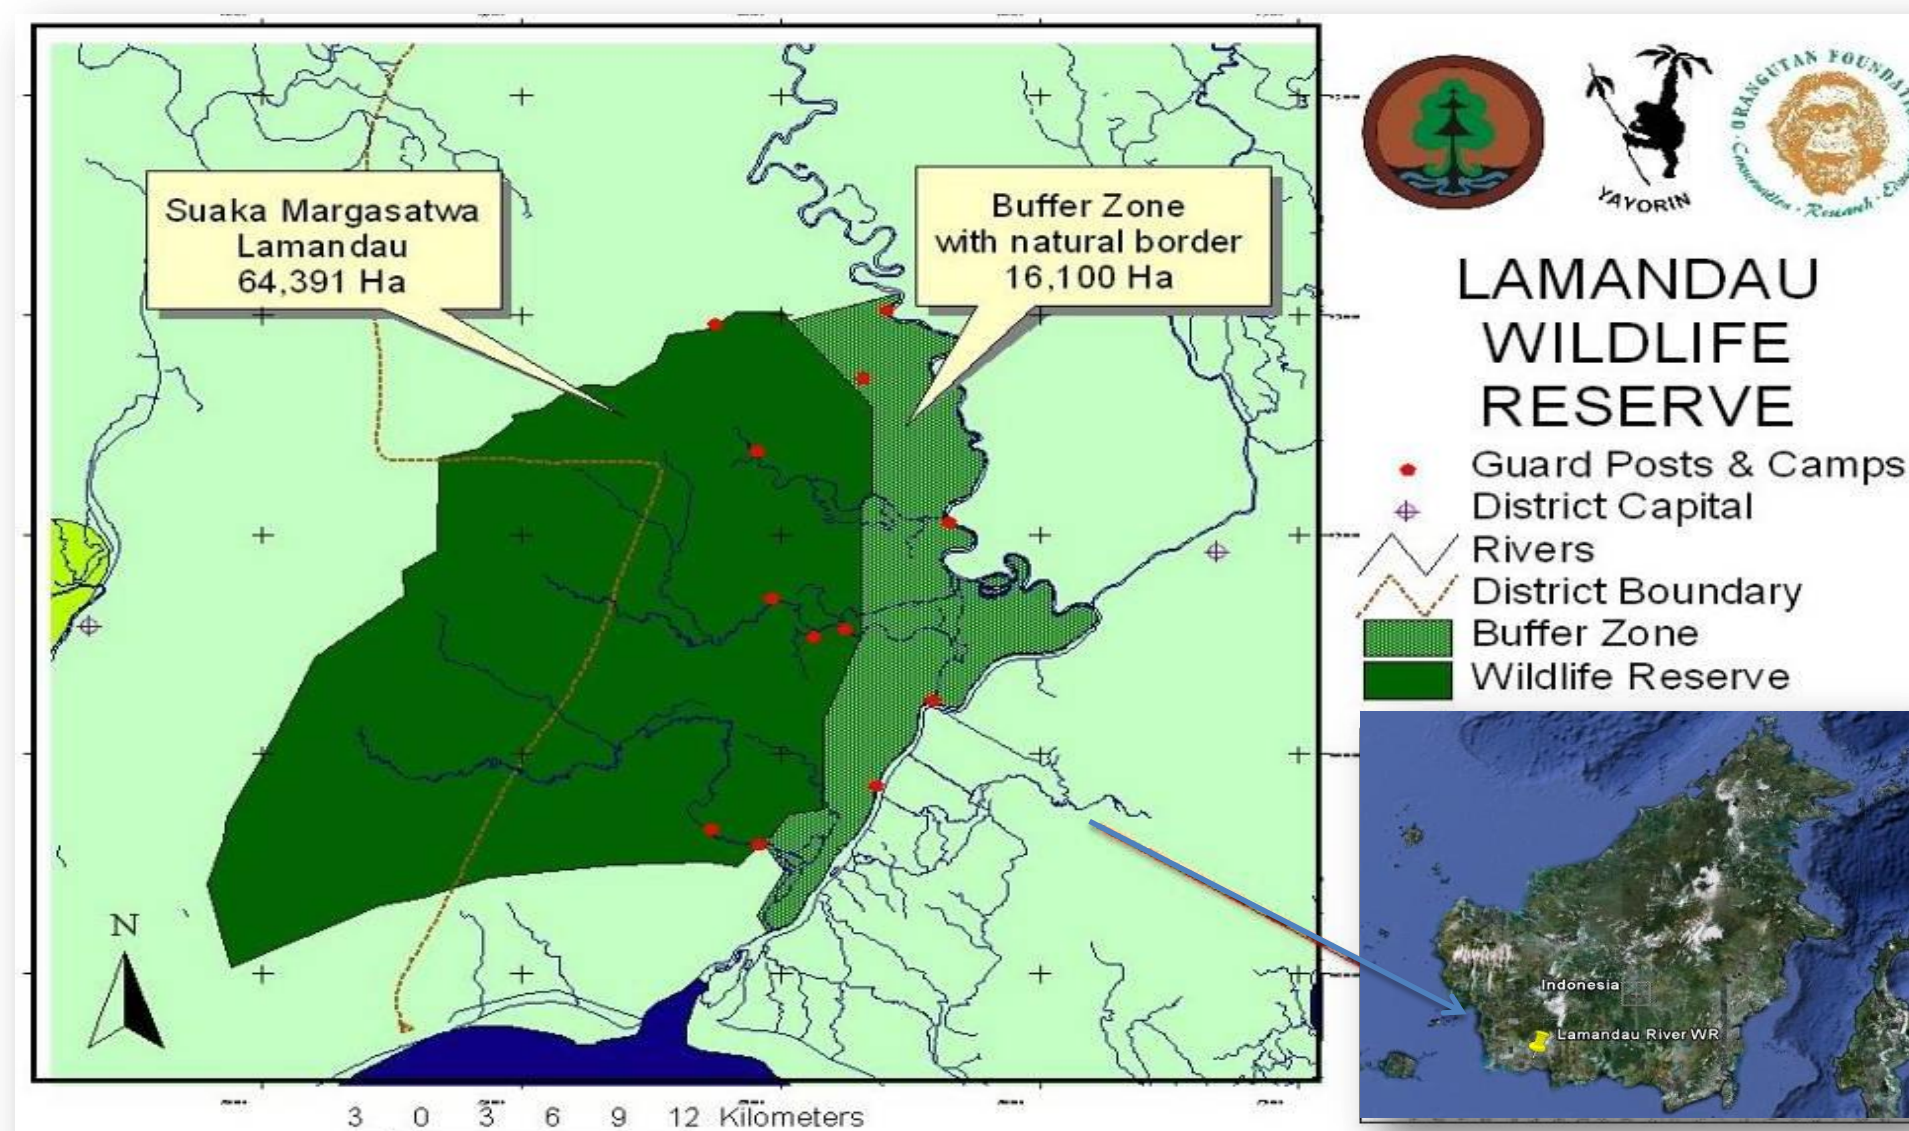 Suaka Margasatwa
Lamandau
64,391 Ha
Buffer Zone
with natural border
16,100 Ha
N
3 0 3 6 9 12 Kilometers
YAYORIN
ORANGUTAN FOUNDAT
Research
LAMANDAU
WILDLIFE
RESERVE
Guard Posts & Camps
District Capital
Rivers
District Boundary
Buffer Zone
Wildlife Reserve
Indonesia
Lamandau River WR